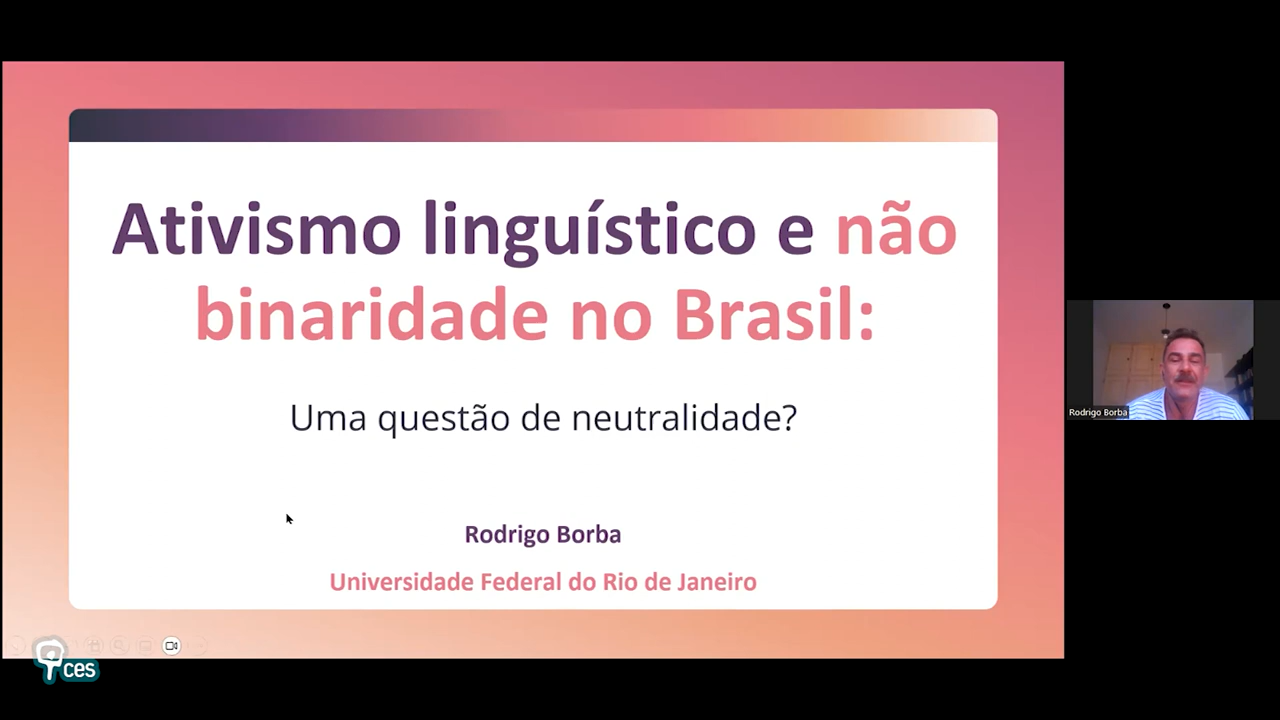 Ativismo linguístico e não
binaridade no Brasil:
Uma questão de neutralidade?
Rodrigo Borba
Universidade Federal do Rio de Janeiro
Rodrigo Borba
ces